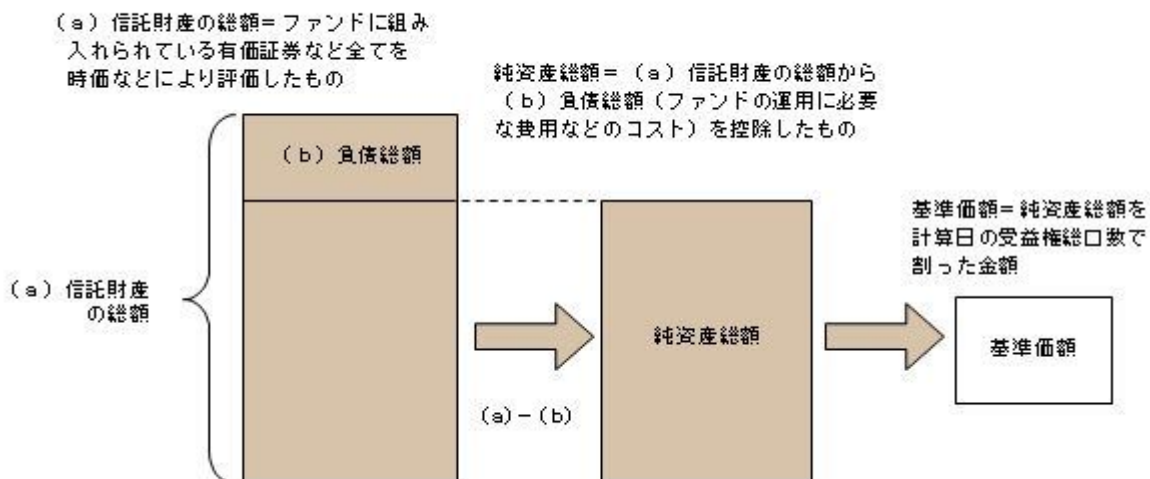 （a）信託財産の総額＝ファンドに組み
入れられている有価証券など全てを
時価などにより評価したもの
純資産総額＝（a）信託財産の総額から
（b）負債総額（ファンドの運用に必要
な費用などのコスト）を控除したもの
（b）負債総額
基準価額＝純資産総額を
計算日の受益権総口数で
割った金額
（a）信託財産
の総額
純資産総額
基準価額
（a）－（b）